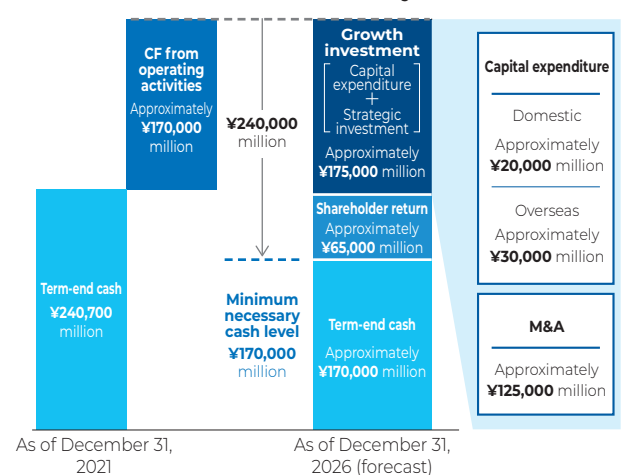 CF from
operating
activities
Approximately
¥170,000
million
Term-end cash
¥240,700
million
As of December 31,
2021
¥240,000
million
Minimum
necessary
cash level
¥170,000
million
Growth
investment
Capital
expenditure
+
Strategic
investment
Approximately
¥175,000 million
Shareholder return
Approximately
¥65,000 million
Term-end cash
Approximately
¥170,000 million
As of December 31,
2026 (forecast)
Capital expenditure
Domestic
Approximately
¥20,000 million
Overseas
Approximately
¥30,000 million
M&A
Approximately
¥125,000 million